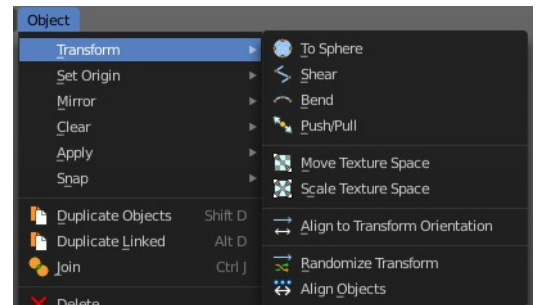 Object
Transform
Set Origin
Mirror
Clear
Apply
Snap
Duplicate Objects Shift D
Duplicate Linked Alt D
Join Ctrl J
Delete
To Sphere
Shear
Bend
Push/Pull
Move Texture Space
Scale Texture Space
Align to Transform Orientation
Randomize Transform
Align Objects